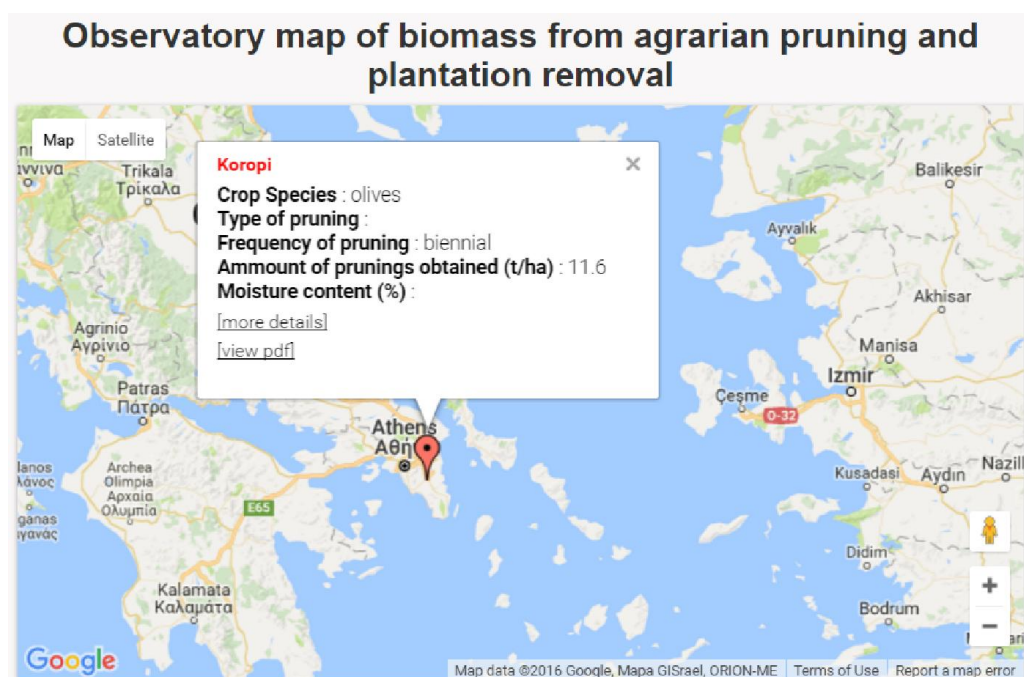 Observatory map of biomass from agrarian pruning and
plantation removal
Map Satellite
Koropi
×
Crop Species : olives
Type of pruning :
Frequency of pruning : biennial
Ammount of prunings obtained (t/ha) : 11.6
Moisture content (%) :
[more details]
[view pdf]
Trikala
Τρίκαλα
Balikesir
Ayvalık
Akhisar
Agrinio
Αγρίνιο
Manisa
Izmir
Patras
Πάτρα
Çeşme
O-32
Athens
Archea
Olimpia
Αρχαία
Ολυμπία
E65
Kusadasi
Aydın
Didim
Kalamata
Καλαμάτα
Bodrum
+
−
Google
Map data ©2016 Google, Mapa GISrael, ORION-ME Terms of Use Report a map error